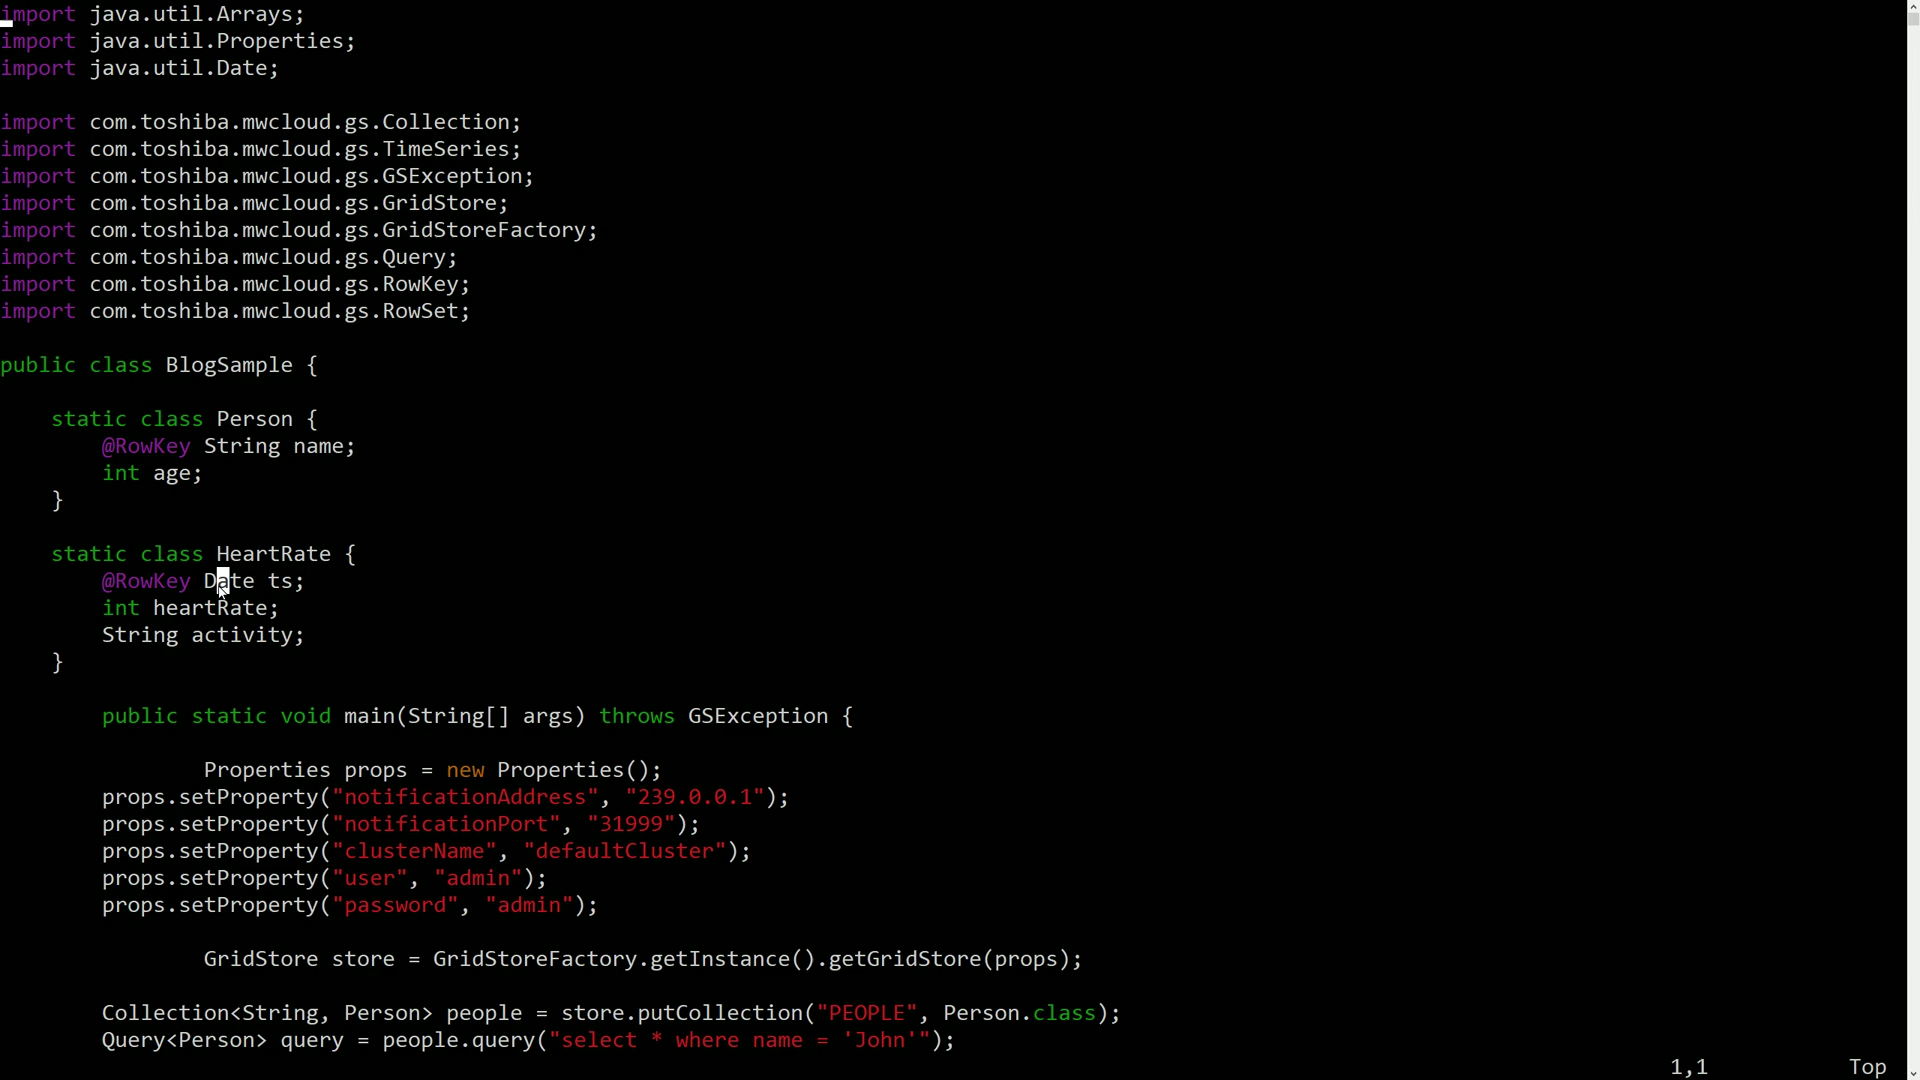 import java.util.Arrays;
import java.util.Properties;
import java.util.Date;
import com.toshiba.mwcloud.gs.Collection;
import com.toshiba.mwcloud.gs.TimeSeries;
import com.toshiba.mwcloud.gs.GSException;
import com.toshiba.mwcloud.gs.GridStore;
import com.toshiba.mwcloud.gs.GridStoreFactory;
import com.toshiba.mwcloud.gs.Query;
import com.toshiba.mwcloud.gs.RowKey;
import com.toshiba.mwcloud.gs.RowSet;
public class BlogSample {
    static class Person {
        @RowKey String name;
        int age;
    }
    static class HeartRate {
        @RowKey Date ts;
        int heartRate;
        String activity;
    }
        public static void main(String[] args) throws GSException {
                Properties props = new Properties();
        props.setProperty("notificationAddress", "239.0.0.1");
        props.setProperty("notificationPort", "31999");
        props.setProperty("clusterName", "defaultCluster");
        props.setProperty("user", "admin");
        props.setProperty("password", "admin");
                GridStore store = GridStoreFactory.getInstance().getGridStore(props);
        Collection<String, Person> people = store.putCollection("PEOPLE", Person.class);
        Query<Person> query = people.query("select * where name = 'John'");
1,1 Top